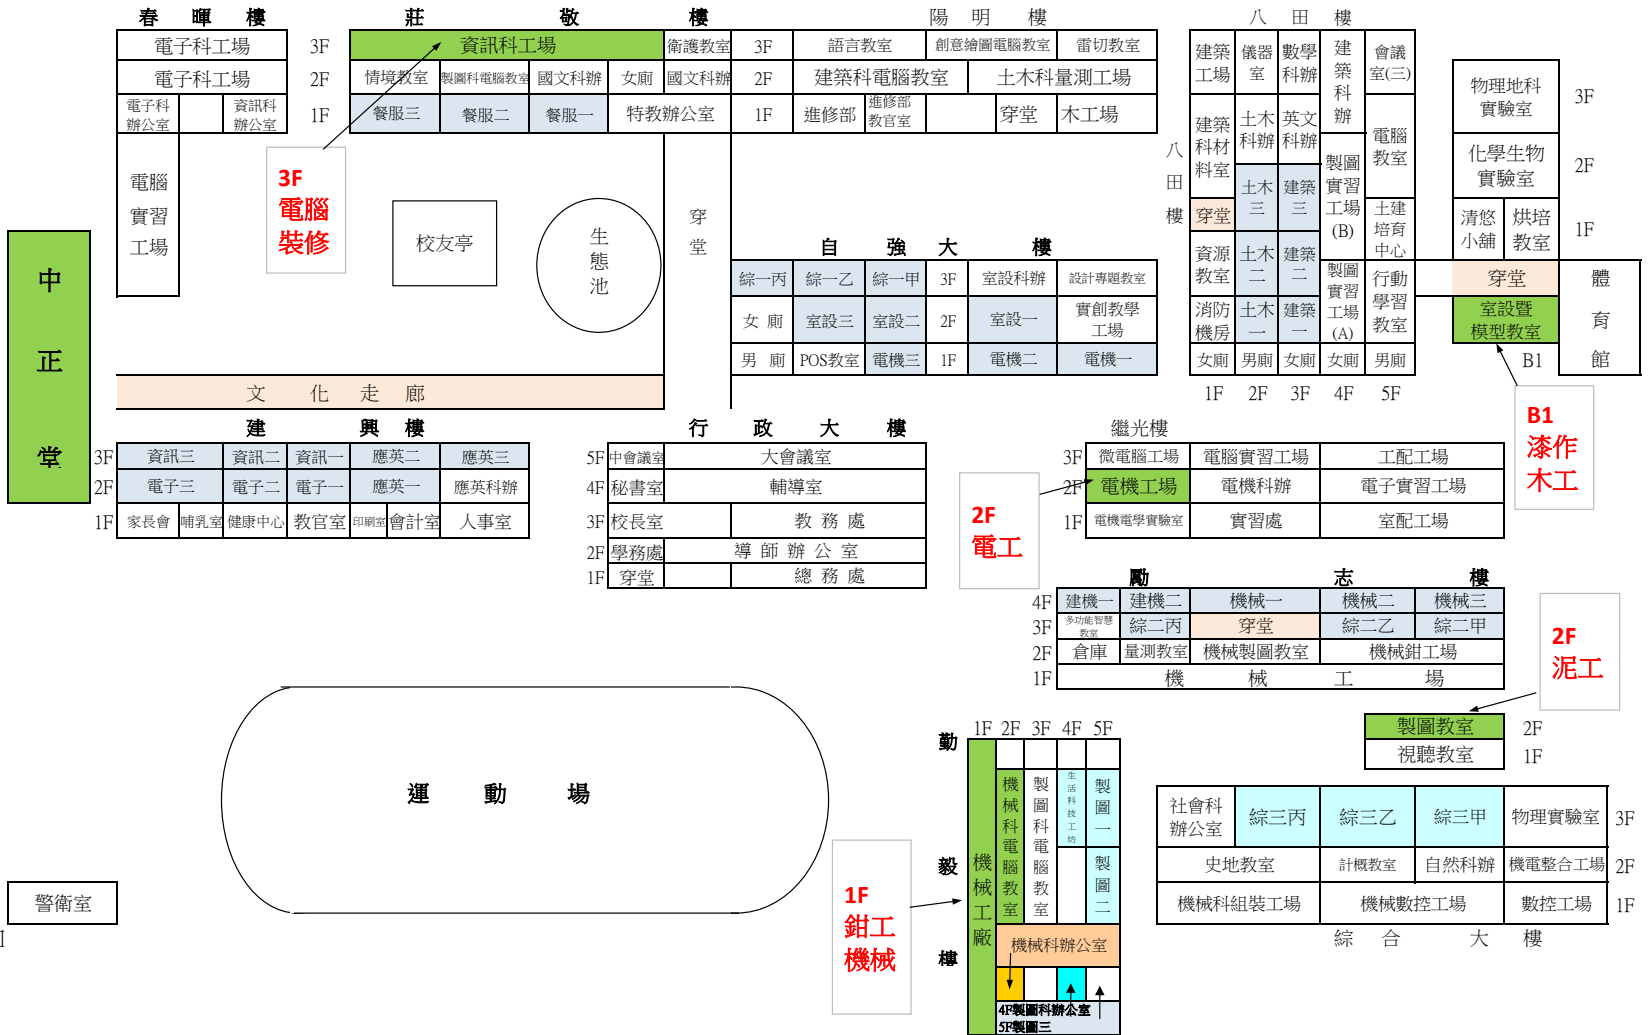 春 暉 樓
電子科工場 3F
電子科工場 2F
電子科辦公室 資訊科辦公室 1F
電腦實習工場
莊 敬 樓
資訊科工場 衛護教室
情境教室 製圖科電腦教室 國文科辦 女廁 國文科辦
餐服三 餐服二 餐服一 特教辦公室
陽 明 樓
3F 語言教室 創意繪圖電腦教室 雷切教室
2F 建築科電腦教室 土木科量測工場
1F 進修部 進修部教官室 穿堂 木工場
八 田 樓
建築工場 儀器室 數學科辦 建築科辦 會議室(三)
建築科材料室 土木科辦 英文科辦 製圖實習工場(B) 電腦教室
八田樓
穿堂 土木三 建築三 土建培育中心
資源教室 土木二 建築二 製圖實習工場(A) 行動學習教室
消防機房 土木一 建築一
女廁 男廁 女廁 女廁 男廁
1F 2F 3F 4F 5F
物理地科實驗室 3F
化學生物實驗室 2F
清悠小舖 烘培教室 1F
穿堂
室設暨模型教室
B1
體育館
B1
漆作
木工
3F
電腦
裝修
校友亭
生態池
穿堂
中正堂
文 化 走 廊
自 強 大 樓
綜一丙 綜一乙 綜一甲 3F 室設科辦 設計專題教室
女 廁 室設三 室設二 2F 室設一 實創教學工場
男 廁 POS教室 電機三 1F 電機二 電機一
建 興 樓
3F 資訊三 資訊二 資訊一 應英二 應英三
2F 電子三 電子二 電子一 應英一 應英科辦
1F 家長會 哺乳室 健康中心 教官室 印刷室 會計室 人事室
行 政 大 樓
5F 中會議室 大會議室
4F 秘書室 輔導室
3F 校長室 教 務 處
2F 學務處 導 師 辦 公 室
1F 穿堂 總 務 處
繼光樓
3F 微電腦工場 電腦實習工場 工配工場
2F 電機工場 電機科辦 電子實習工場
1F 電機電學實驗室 實習處 室配工場
2F
電工
勵 志 樓
4F 建機一 建機二 機械一 機械二 機械三
3F 多功能智慧教室 綜二丙 穿堂 綜二乙 綜二甲
2F 倉庫 量測教室 機械製圖教室 機械鉗工場
1F 機 械 工 場
2F
泥工
製圖教室 2F
視聽教室 1F
運 動 場
勤毅樓
1F 2F 3F 4F 5F
機械工廠
機械科電腦教室
製圖科電腦教室
生活科技工坊
製圖一
製圖二
機械科辦公室
4F製圖科辦公室
5F製圖三
1F
鉗工
機械
社會科辦公室 綜三丙 綜三乙 綜三甲 物理實驗室 3F
史地教室 計概教室 自然科辦 機電整合工場 2F
機械科組裝工場 機械數控工場 數控工場 1F
綜 合 大 樓
警衛室